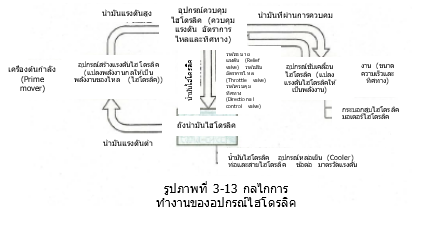 น้ำมันแรงดันสูง
อุปกรณ์ควบคุม
ไฮโดรลิค (ควบคุม
แรงดัน อัตราการ
ไหลและทิศทาง)
น้ำมันที่ผ่านการควบคุม
เครื่องต้นกำลัง
(Prime
mover)
อุปกรณ์สร้างแรงดันไฮโดรลิค
(แปลงพลังงานกลให้เป็น
พลังงานของไหล (ไฮโดรลิค))
น้ำมันไฮโดรลิค
(Relief
valve)
(Throttle valve)
(Directional
control valve)
อุปกรณ์ขับเคลื่อน
ไฮโดรลิค (แปลง
แรงดันไฮโดรลิคให้
เป็นพลังงาน)
งาน (ขนาด
ความเร็วและ
ทิศทาง)
กระบอกสูบไฮโดรลิค
มอเตอร์ไฮโดรลิค
น้ำมันแรงดันต่ำ
ถังน้ำมันไฮโดรลิค
น้ำมันไฮโดรลิค อุปกรณ์หล่อเย็น (Cooler)
ท่อและสายไฮโดรลิค ข้อต่อ มาตรวัดแรงดัน
รูปภาพที่ 3-13 กลไกการ
ทำงานของอุปกรณ์ไฮโดรลิค